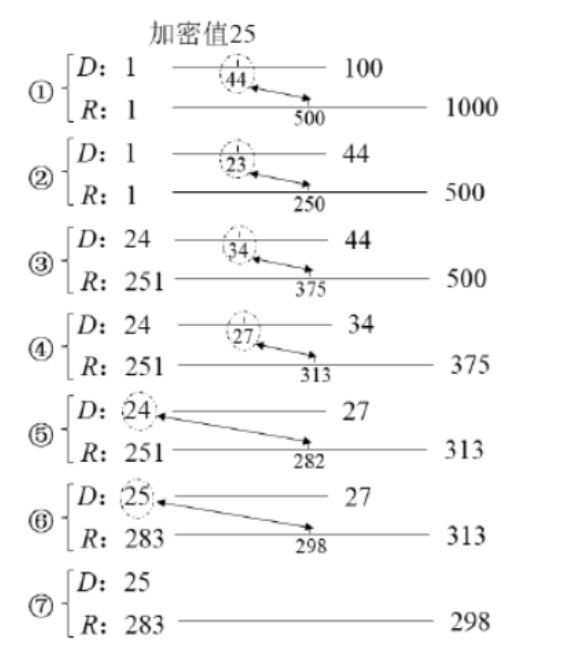 加密值25
① D: 1 44 100
R: 1 500 1000
② D: 1 23 44
R: 1 250 500
③ D: 24 34 44
R: 251 375 500
④ D: 24 27 34
R: 251 313 375
⑤ D: 24 27
R: 251 282 313
⑥ D: 25 27
R: 283 298 313
⑦ D: 25
R: 283 298